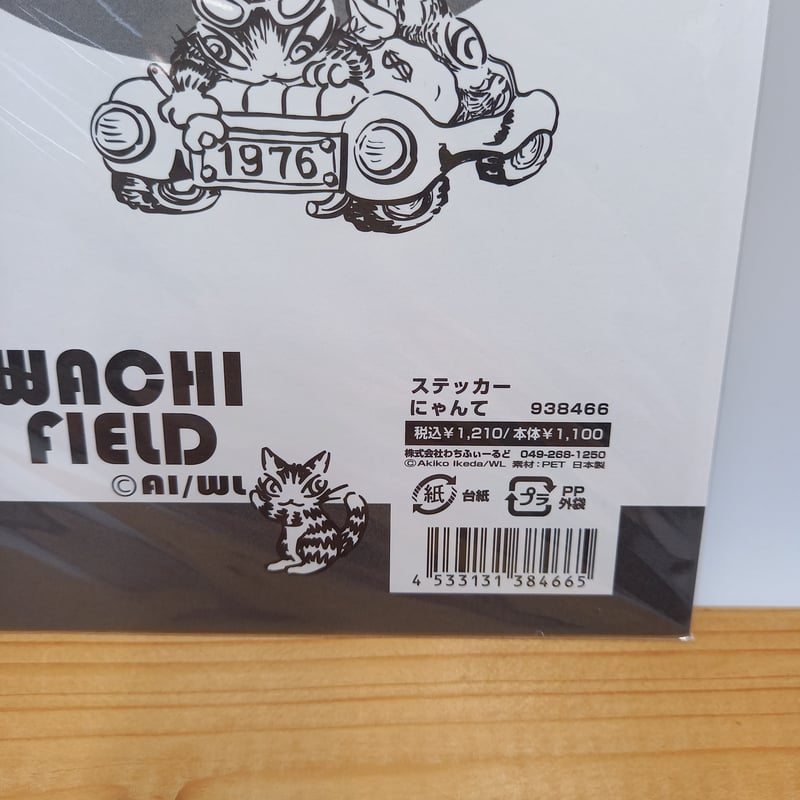 1976
WACHI
FIELD
©AI/WL
ステッカー
にゃんて 938466
税込¥1,210/本体¥1,100
株式会社わちふぃーるど 049-268-1250
©Akiko Ikeda/WL 素材:PET 日本製
紙 台紙 プラ PP
外袋
4 533131 384665